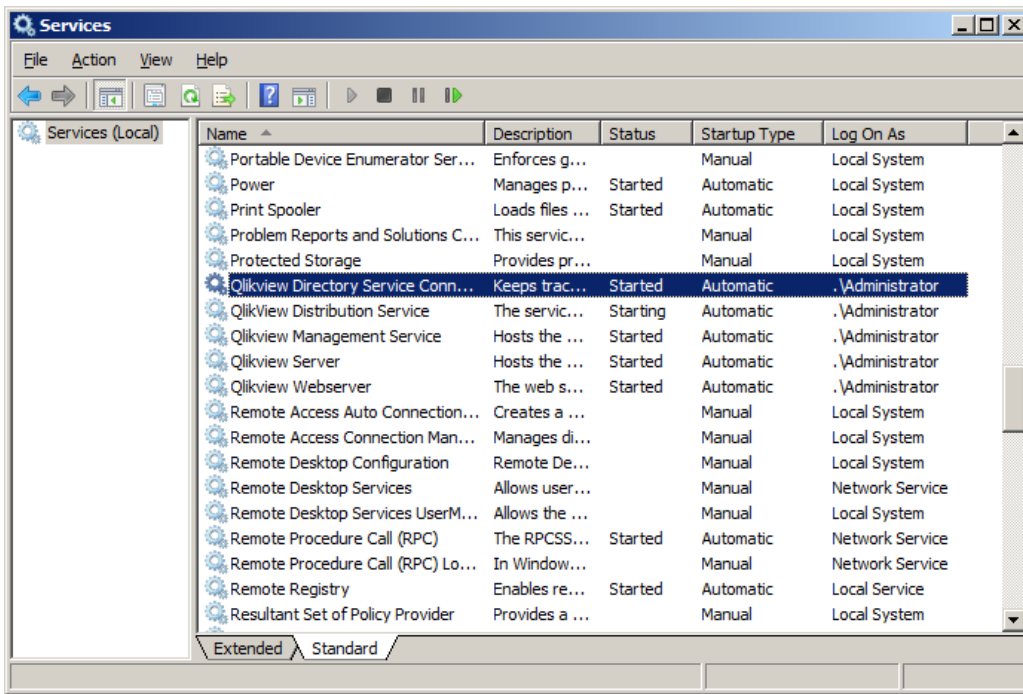 Services
File Action View Help
Services (Local)
Name Description Status Startup Type Log On As
Portable Device Enumerator Ser... Enforces g... Manual Local System
Power Manages p... Started Automatic Local System
Print Spooler Loads files ... Started Automatic Local System
Problem Reports and Solutions C... This servic... Manual Local System
Protected Storage Provides pr... Manual Local System
Qlikview Directory Service Conn... Keeps trac... Started Automatic .\Administrator
QlikView Distribution Service The servic... Starting Automatic .\Administrator
Qlikview Management Service Hosts the ... Started Automatic .\Administrator
Qlikview Server Hosts the ... Started Automatic .\Administrator
Qlikview Webserver The web s... Started Automatic .\Administrator
Remote Access Auto Connection... Creates a ... Manual Local System
Remote Access Connection Man... Manages di... Manual Local System
Remote Desktop Configuration Remote De... Manual Local System
Remote Desktop Services Allows user... Manual Network Service
Remote Desktop Services UserM... Allows the ... Manual Local System
Remote Procedure Call (RPC) The RPCSS... Started Automatic Network Service
Remote Procedure Call (RPC) Lo... In Window... Manual Network Service
Remote Registry Enables re... Started Automatic Local Service
Resultant Set of Policy Provider Provides a ... Manual Local System
Extended Standard